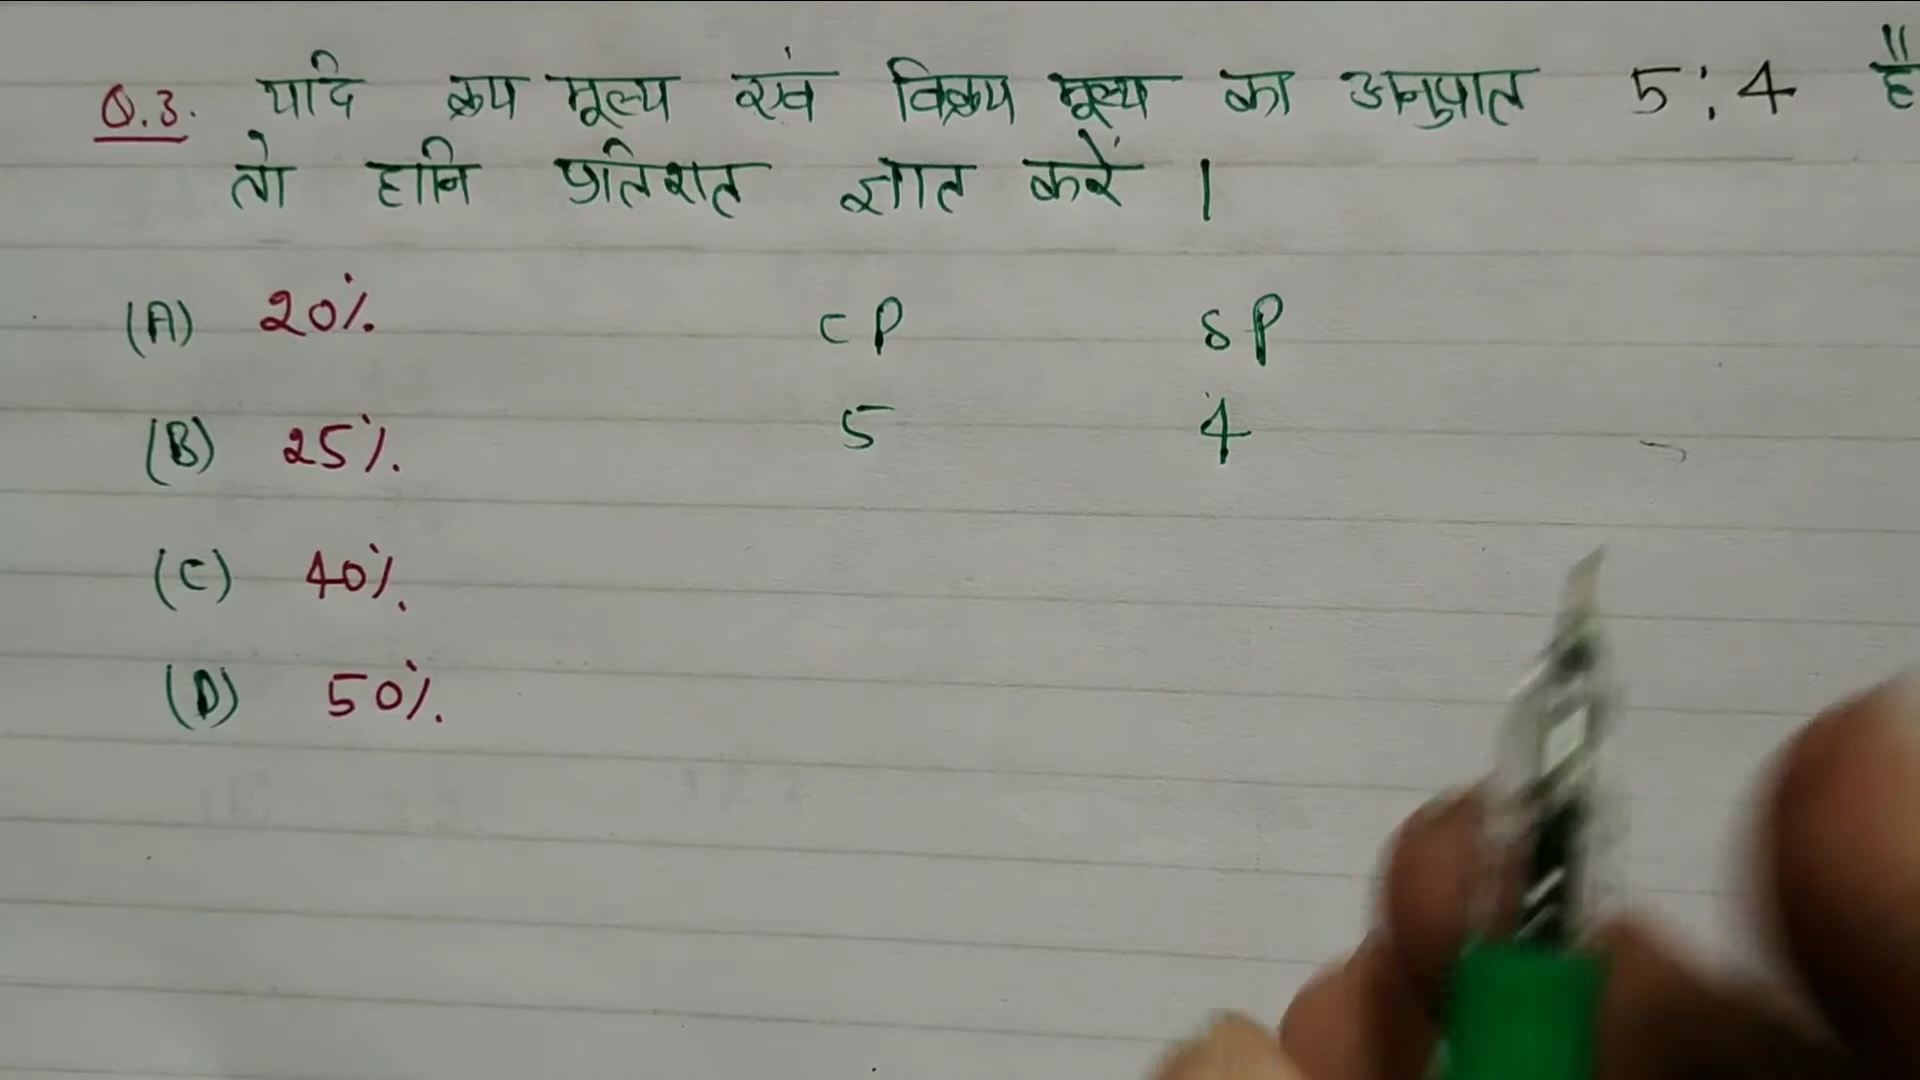 Q.3. यदि क्रय मूल्य एवं विक्रय मूल्य का अनुपात 5:4 है
तो हानि प्रतिशत ज्ञात करें।
(A) 20%
CP SP
(B) 25%
5 4
(C) 40%
(D) 50%